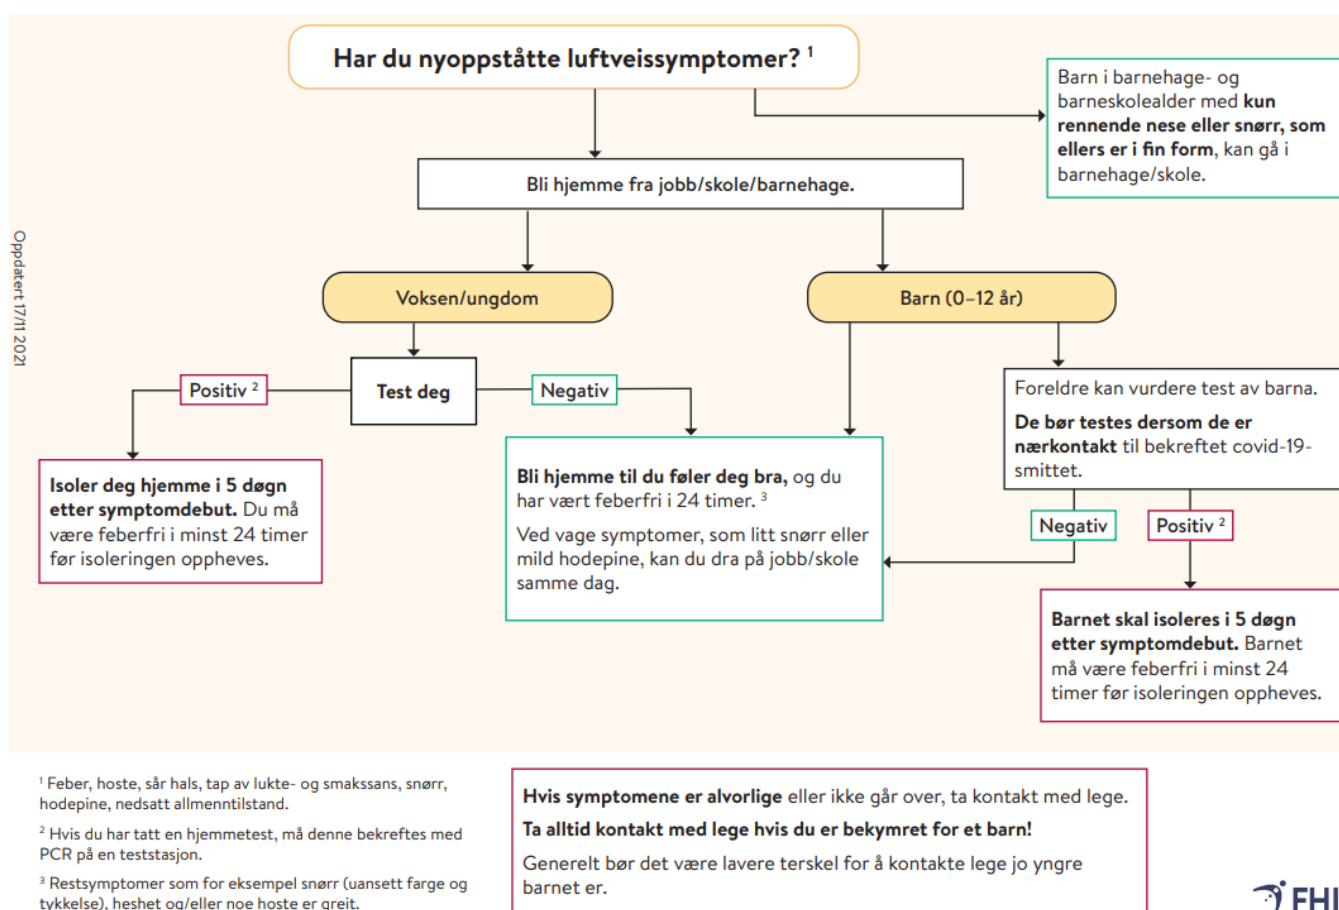 Har du nyoppståtte luftveissymptomer? ¹
Barn i barnehage- og
barneskolealder med kun
rennende nese eller snørr, som
ellers er i fin form, kan gå i
barnehage/skole.
Bli hjemme fra jobb/skole/barnehage.
Oppdatert 17/11 2021
Voksen/ungdom
Barn (0–12 år)
Positiv ²
Test deg
Negativ
Foreldre kan vurdere test av barna.
De bør testes dersom de er
nærkontakt til bekreftet covid-19-
smittet.
Isoler deg hjemme i 5 døgn
etter symptomdebut. Du må
være feberfri i minst 24 timer
før isoleringen oppheves.
Bli hjemme til du føler deg bra, og du
har vært feberfri i 24 timer. ³
Ved vage symptomer, som litt snørr eller
mild hodepine, kan du dra på jobb/skole
samme dag.
Negativ
Positiv ²
Barnet skal isoleres i 5 døgn
etter symptomdebut. Barnet
må være feberfri i minst 24
timer før isoleringen oppheves.
¹ Feber, hoste, sår hals, tap av lukte- og smakssans, snørr,
hodepine, nedsatt allmenntilstand.
² Hvis du har tatt en hjemmetest, må denne bekreftes med
PCR på en teststasjon.
³ Restsymptomer som for eksempel snørr (uansett farge og
tykkelse), heshet og/eller noe hoste er greit.
Hvis symptomene er alvorlige eller ikke går over, ta kontakt med lege.
Ta alltid kontakt med lege hvis du er bekymret for et barn!
Generelt bør det være lavere terskel for å kontakte lege jo yngre
barnet er.
FHI